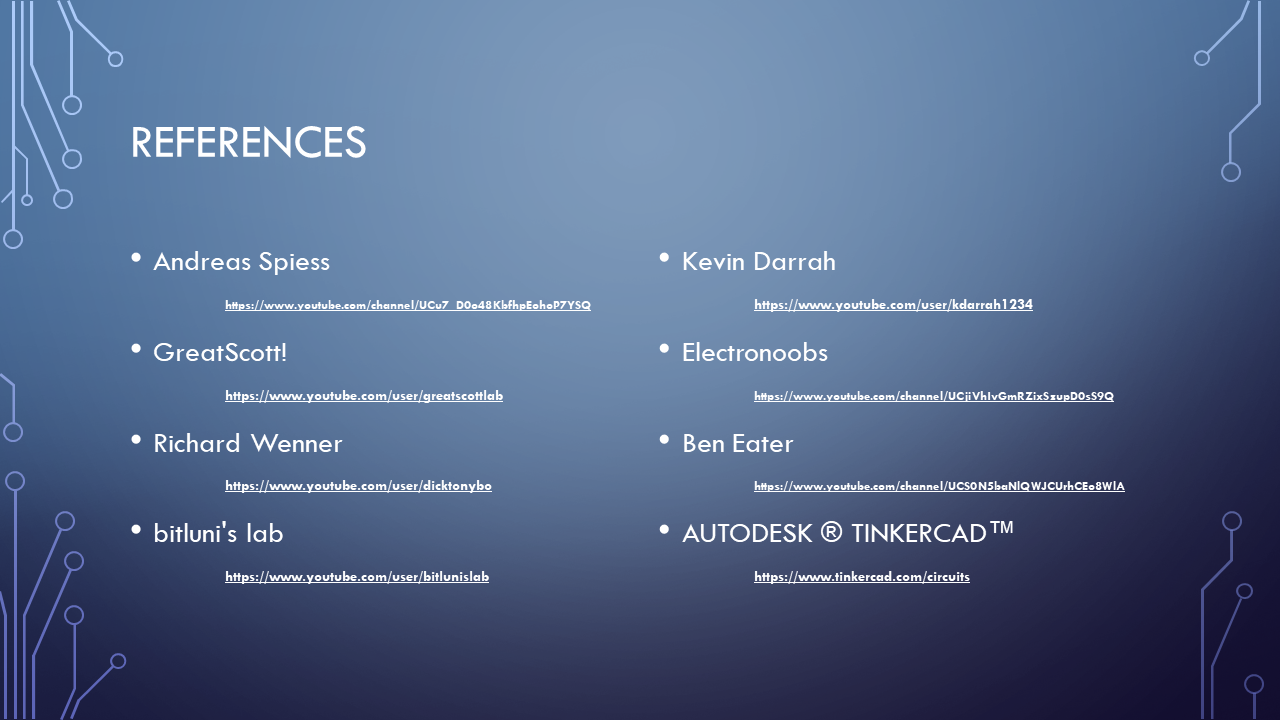 REFERENCES
• Andreas Spiess
https://www.youtube.com/channel/UCu7_D0o48KbfhpEohoP7YSQ
• GreatScott!
https://www.youtube.com/user/greatscottlab
• Richard Wenner
https://www.youtube.com/user/dicktonybo
• bitluni's lab
https://www.youtube.com/user/bitlunislab
• Kevin Darrah
https://www.youtube.com/user/kdarrah1234
• Electronoobs
https://www.youtube.com/channel/UCjiVhIvGmRZixSzupD0sS9Q
• Ben Eater
https://www.youtube.com/channel/UCS0N5baNlQWJCUrhCEo8WlA
• AUTODESK ® TINKERCAD™
https://www.tinkercad.com/circuits